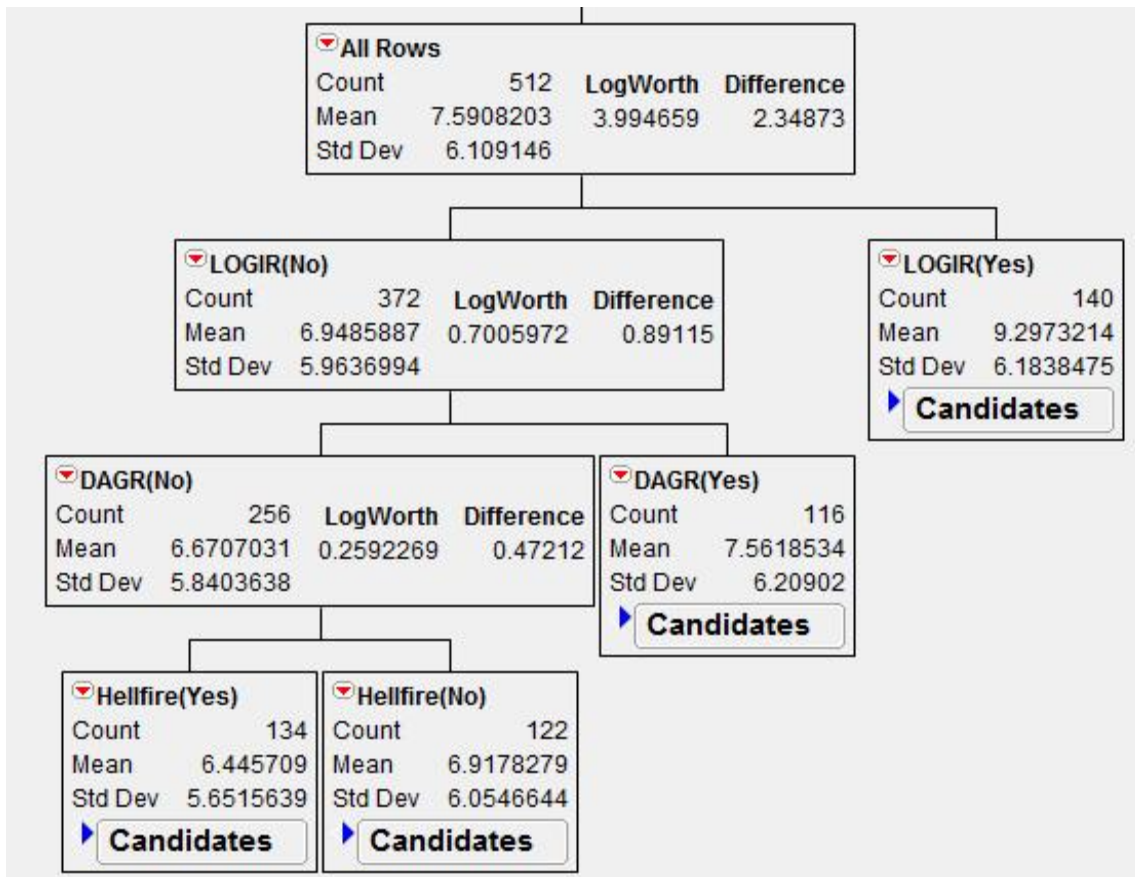 All Rows
Count 512 LogWorth Difference
Mean 7.5908203 3.994659 2.34873
Std Dev 6.109146
LOGIR(No)
Count 372 LogWorth Difference
Mean 6.9485887 0.7005972 0.89115
Std Dev 5.9636994
LOGIR(Yes)
Count 140
Mean 9.2973214
Std Dev 6.1838475
Candidates
DAGR(No)
Count 256 LogWorth Difference
Mean 6.6707031 0.2592269 0.47212
Std Dev 5.8403638
DAGR(Yes)
Count 116
Mean 7.5618534
Std Dev 6.20902
Candidates
Hellfire(Yes)
Count 134
Mean 6.445709
Std Dev 5.6515639
Candidates
Hellfire(No)
Count 122
Mean 6.9178279
Std Dev 6.0546644
Candidates